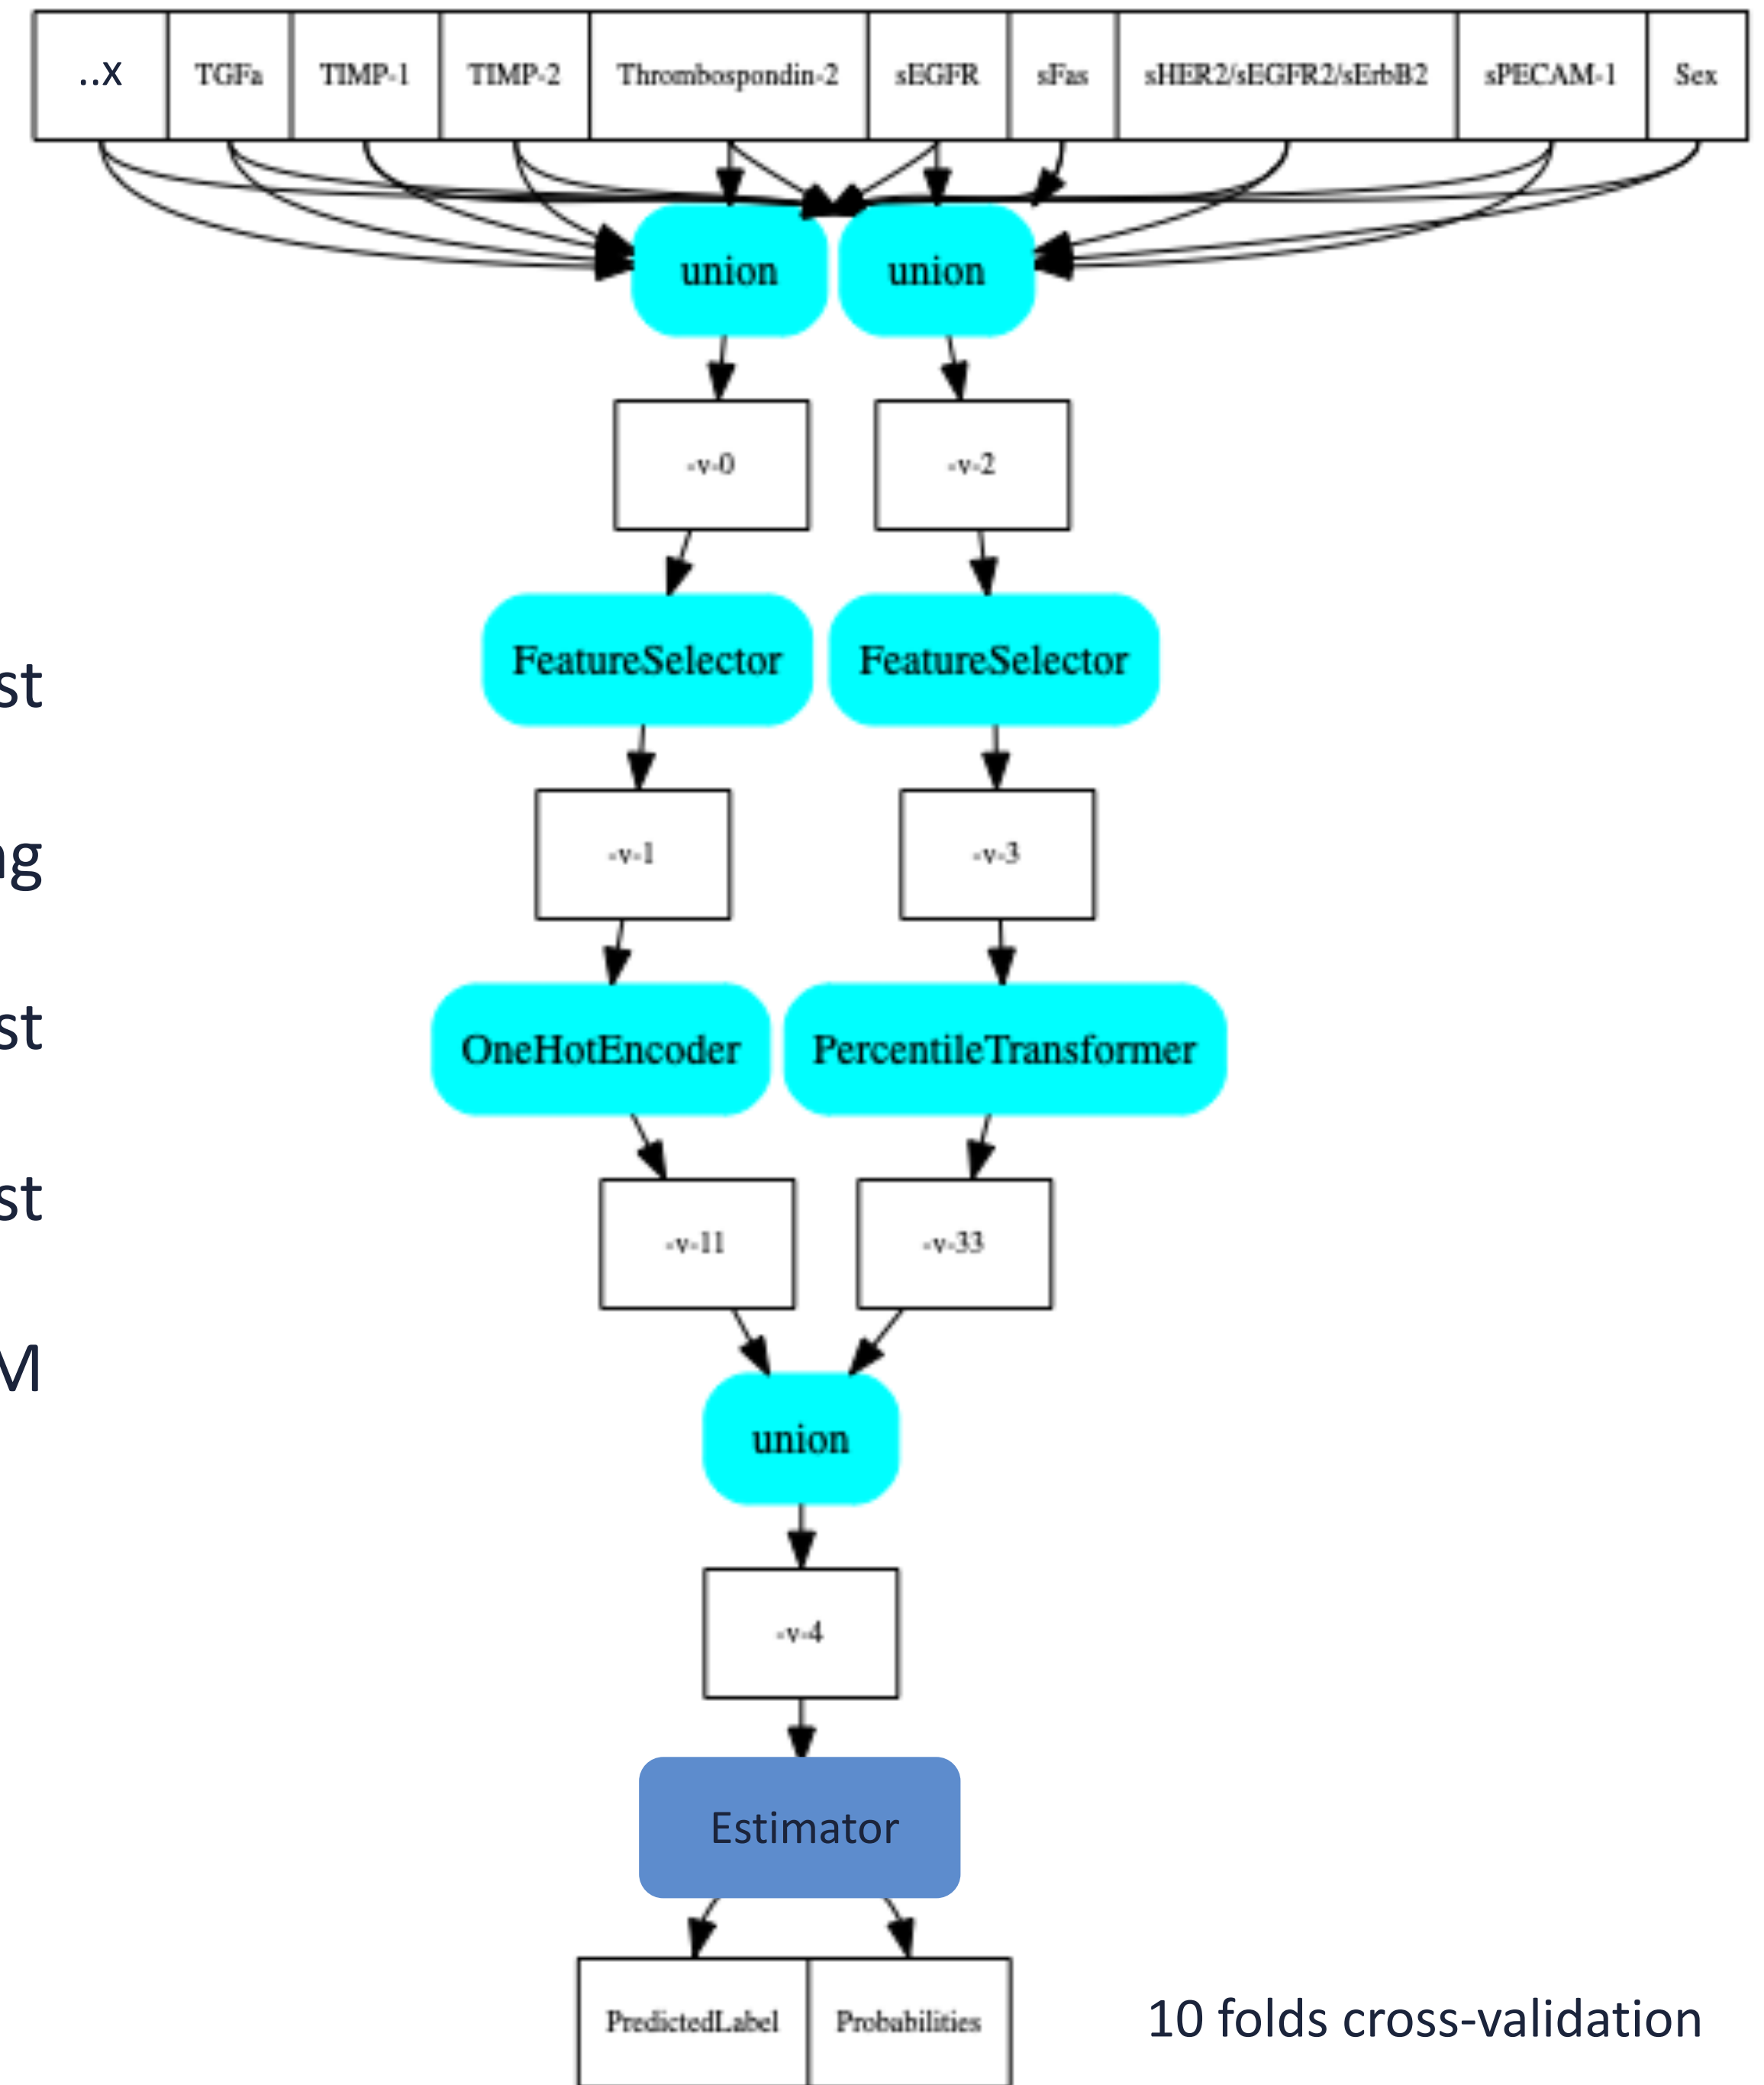 ..x TGFa TIMP-1 TIMP-2 Thrombospondin-2 sEGFR sFas sHER2/sEGFR2/sErbB2 sPECAM-1 Sex
union union
-v-0 -v-2
FeatureSelector FeatureSelector
st
-v-1 -v-3
ng
OneHotEncoder PercentileTransformer
st
st
-v-11 -v-33
M
union
-v-4
Estimator
PredictedLabel Probabilities
10 folds cross-validation